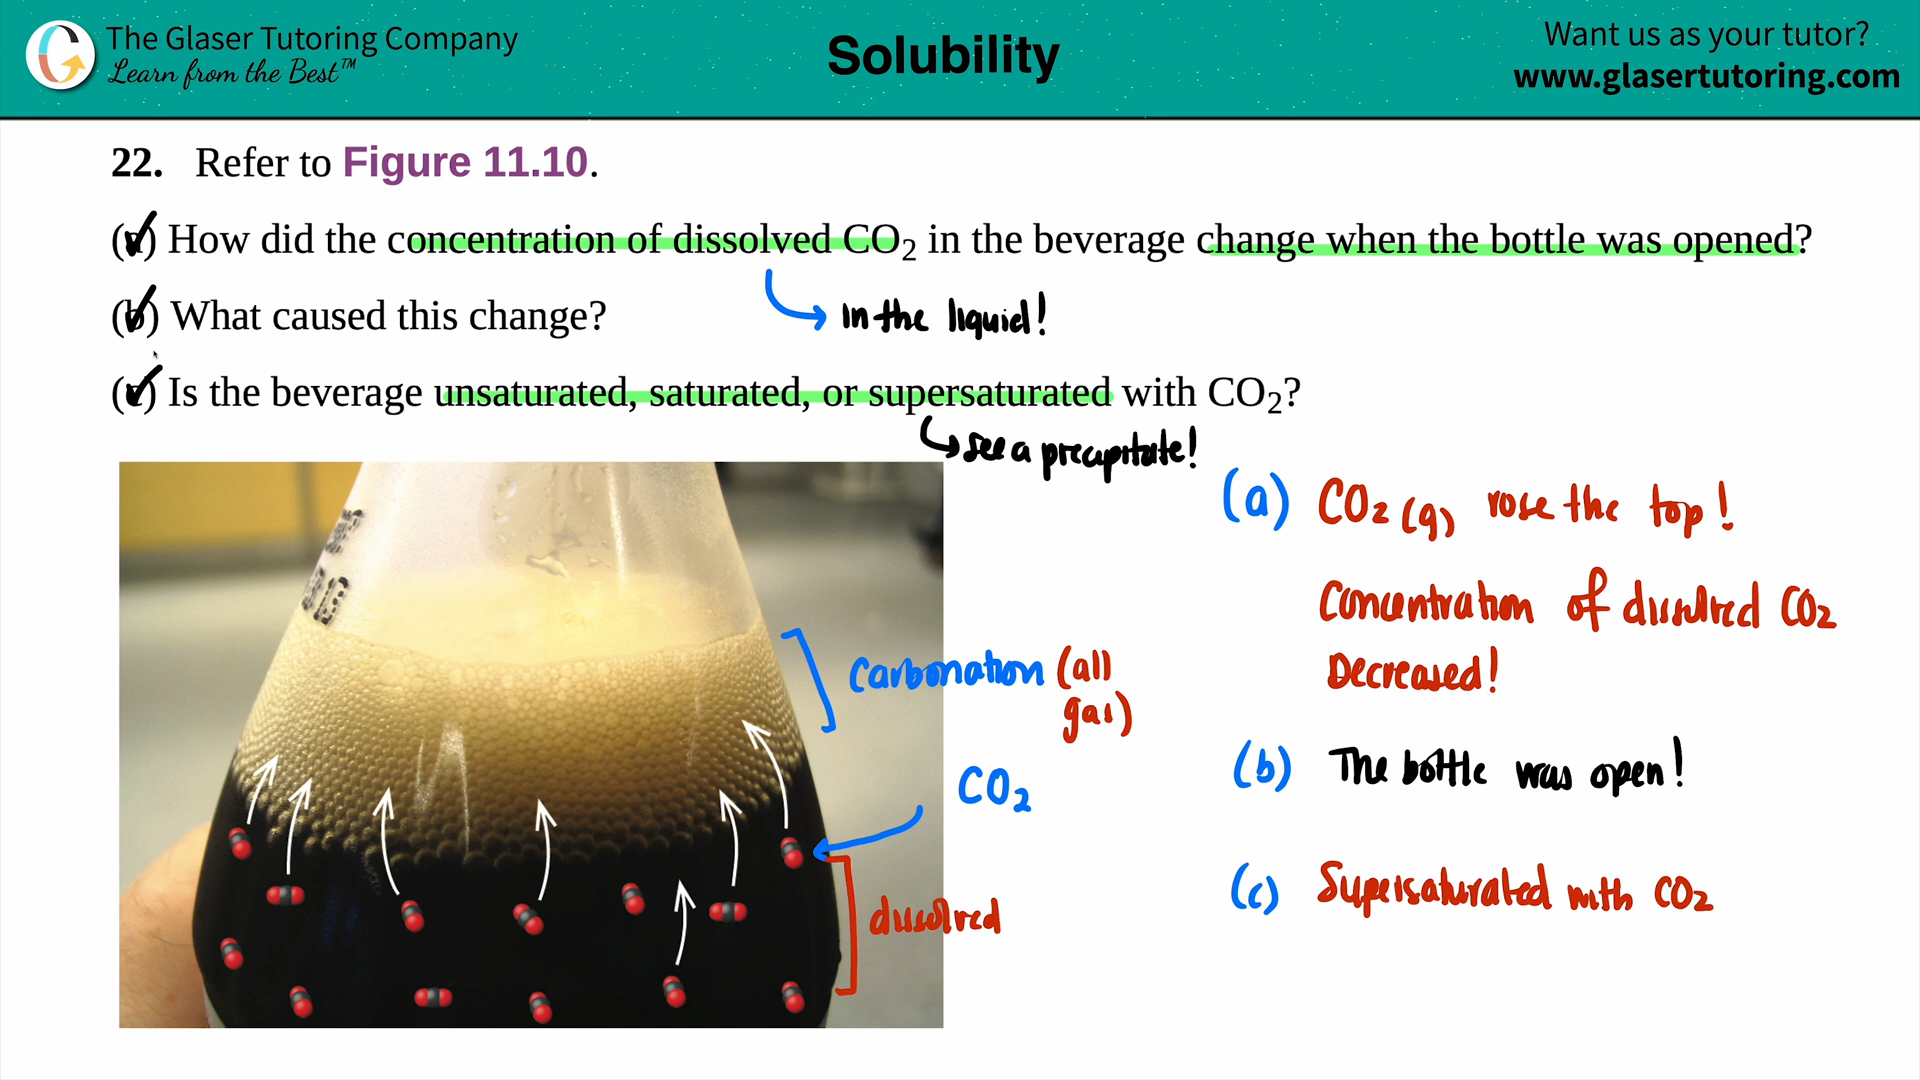 The Glaser Tutoring Company
Learn from the Best™
Solubility
Want us as your tutor?
www.glasertutoring.com
22. Refer to Figure 11.10.
(a) How did the concentration of dissolved CO₂ in the beverage change when the bottle was opened?
in the liquid!
(b) What caused this change?
(c) Is the beverage unsaturated, saturated, or supersaturated with CO₂?
see a precapitate!
(a) CO₂ (g) rose the top!
Concentration of dissolved CO₂
Decreased!
carbonation (all
gas)
(b) The bottle was open!
CO₂
(c) Supersaturated with CO₂
dissolved